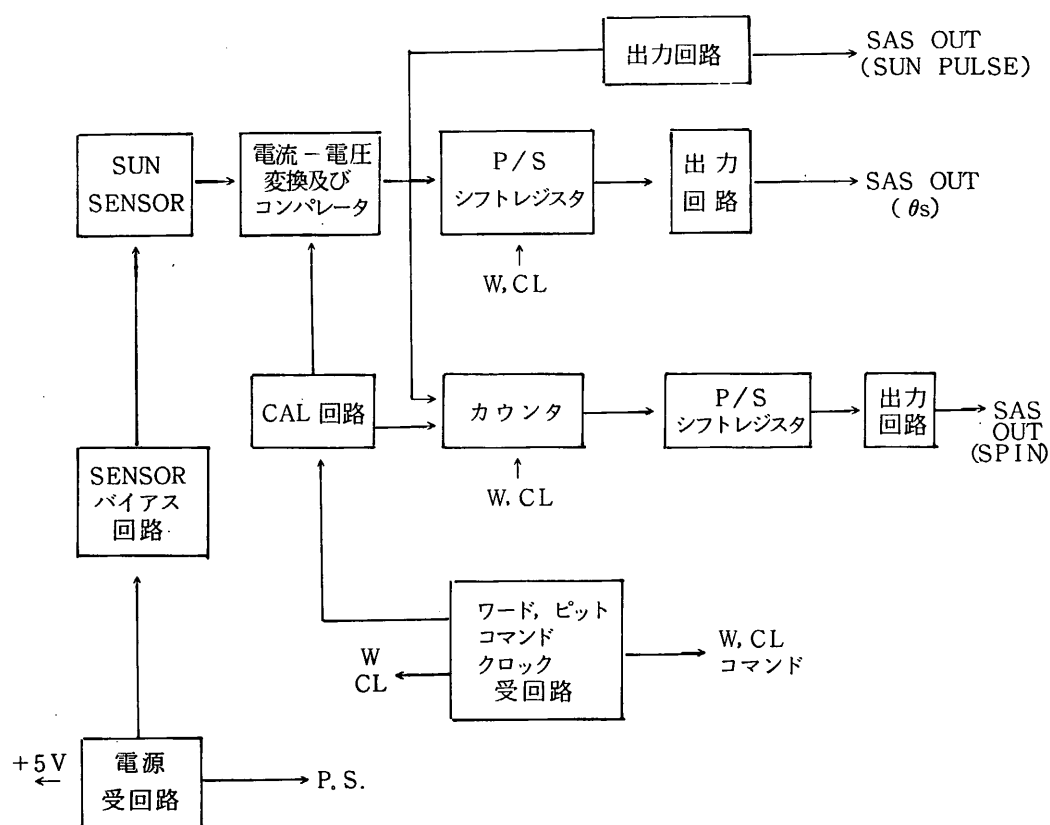 出力回路
SAS OUT
(SUN PULSE)
SUN
SENSOR
電流－電圧
変換及び
コンパレータ
P/S
シフトレジスタ
出力
回路
SAS OUT
(θs)
W,CL
CAL 回路
カウンタ
P/S
シフトレジスタ
出力
回路
SAS
OUT
(SPIN)
W,CL
SENSOR
バイアス
回路
ワード, ピット
コマンド
クロック
受回路
W
CL
W,CL
コマンド
+5V
電源
受回路
P.S.